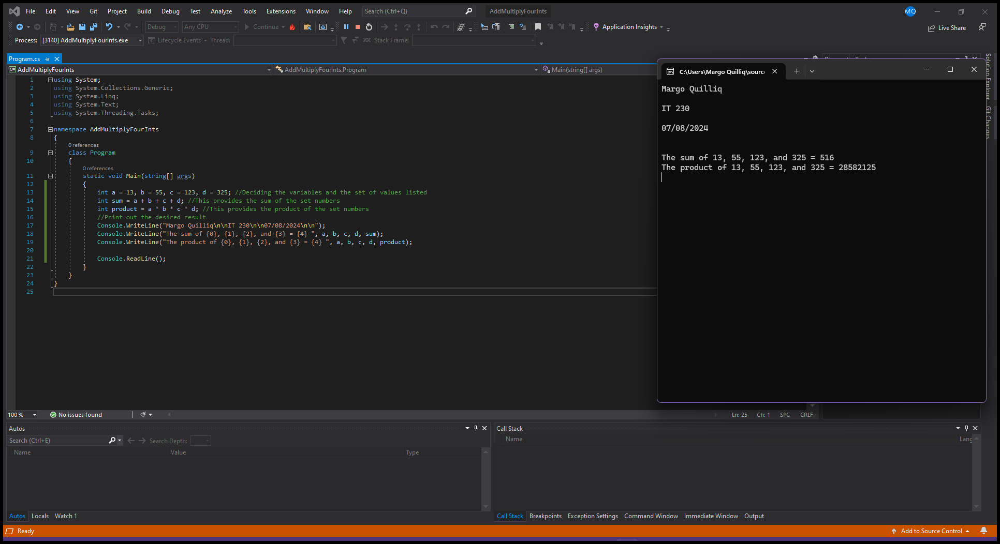 File Edit View Git Project Build Debug Test Analyze Tools Extensions Window Help Search (Ctrl+Q) AddMultiplyFourInts MQ
Debug Any CPU Continue Application Insights Live Share
Process: [3140] AddMultiplyFourInts.exe Lifecycle Events Thread: Stack Frame:
Program.cs
C# AddMultiplyFourInts AddMultiplyFourInts.Program Main(string[] args)
1 using System;
2 using System.Collections.Generic;
3 using System.Linq;
4 using System.Text;
5 using System.Threading.Tasks;
6
7 namespace AddMultiplyFourInts
8 {
0 references
9 class Program
10 {
0 references
11 static void Main(string[] args)
12 {
13 int a = 13, b = 55, c = 123, d = 325; //Deciding the variables and the set of values listed
14 int sum = a + b + c + d; //This provides the sum of the set numbers
15 int product = a * b * c * d; //This provides the product of the set numbers
16 //Print out the desired result
17 Console.WriteLine("Margo Quilliq\n\nIT 230\n\n07/08/2024\n\n");
18 Console.WriteLine("The sum of {0}, {1}, {2}, and {3} = {4} ", a, b, c, d, sum);
19 Console.WriteLine("The product of {0}, {1}, {2}, and {3} = {4} ", a, b, c, d, product);
20
21 Console.ReadLine();
22 }
23 }
24 }
25
C:\Users\Margo Quilliq\sourc
Margo Quilliq
IT 230
07/08/2024
The sum of 13, 55, 123, and 325 = 516
The product of 13, 55, 123, and 325 = 28582125
Solution Explorer
Git Changes
100 % No issues found Ln: 25 Ch: 1 SPC CRLF
Autos
Search (Ctrl+E) Search Depth:
Name Value Type
Autos Locals Watch 1
Call Stack
Name Lang
Call Stack Breakpoints Exception Settings Command Window Immediate Window Output
Ready Add to Source Control